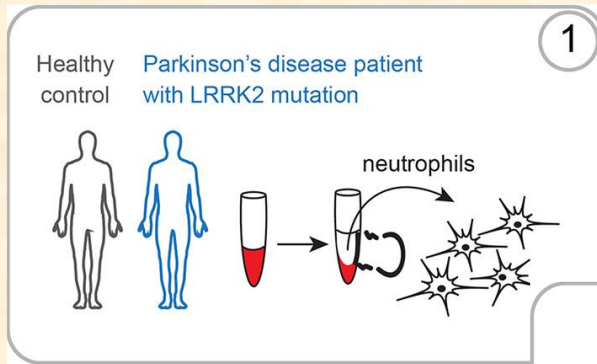 1
Healthy
control
Parkinson's disease patient
with LRRK2 mutation
neutrophils